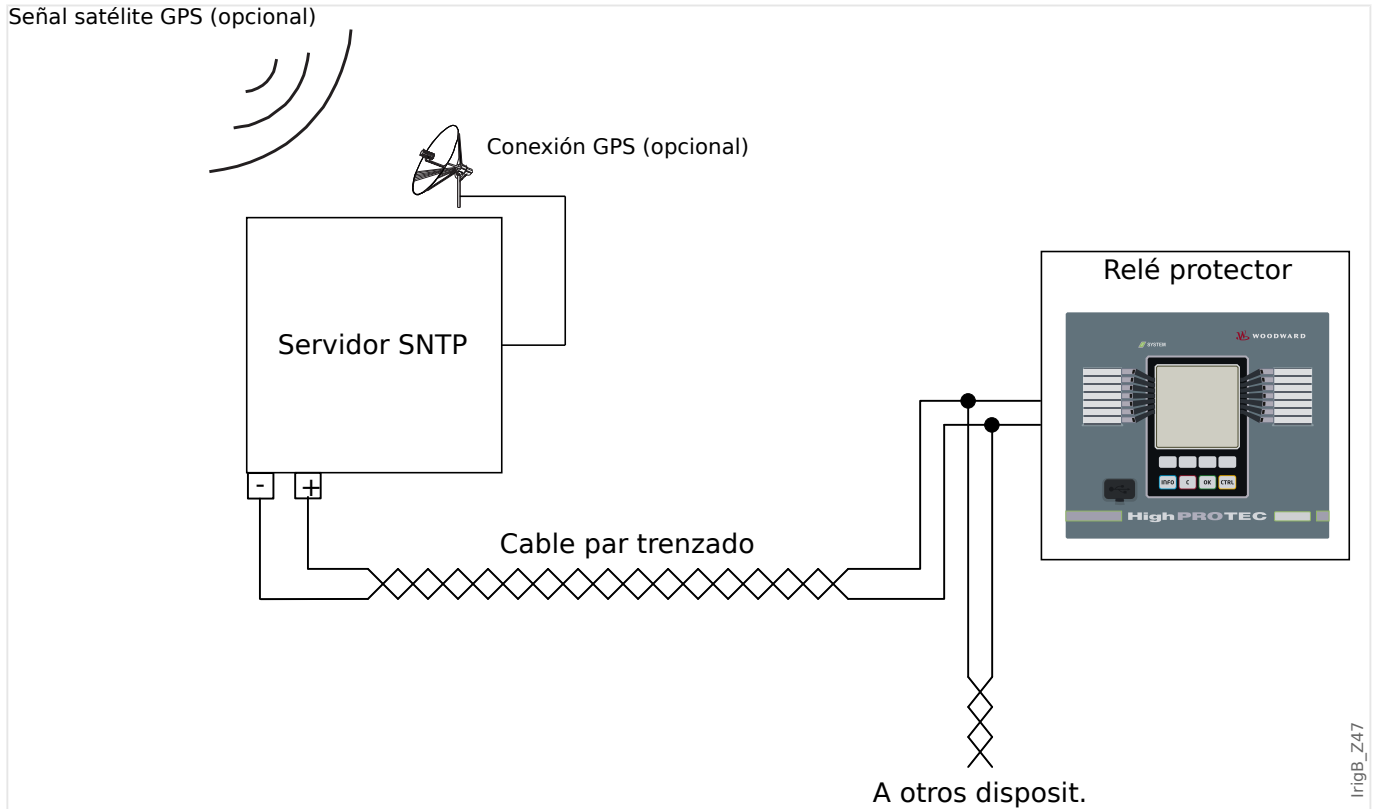 Señal satélite GPS (opcional)
Conexión GPS (opcional)
Servidor SNTP
Relé protector
WOODWARD
SYSTEM
INFO C OK CTRL
HighPROTEC
- +
Cable par trenzado
A otros disposit.
IrigB_Z47